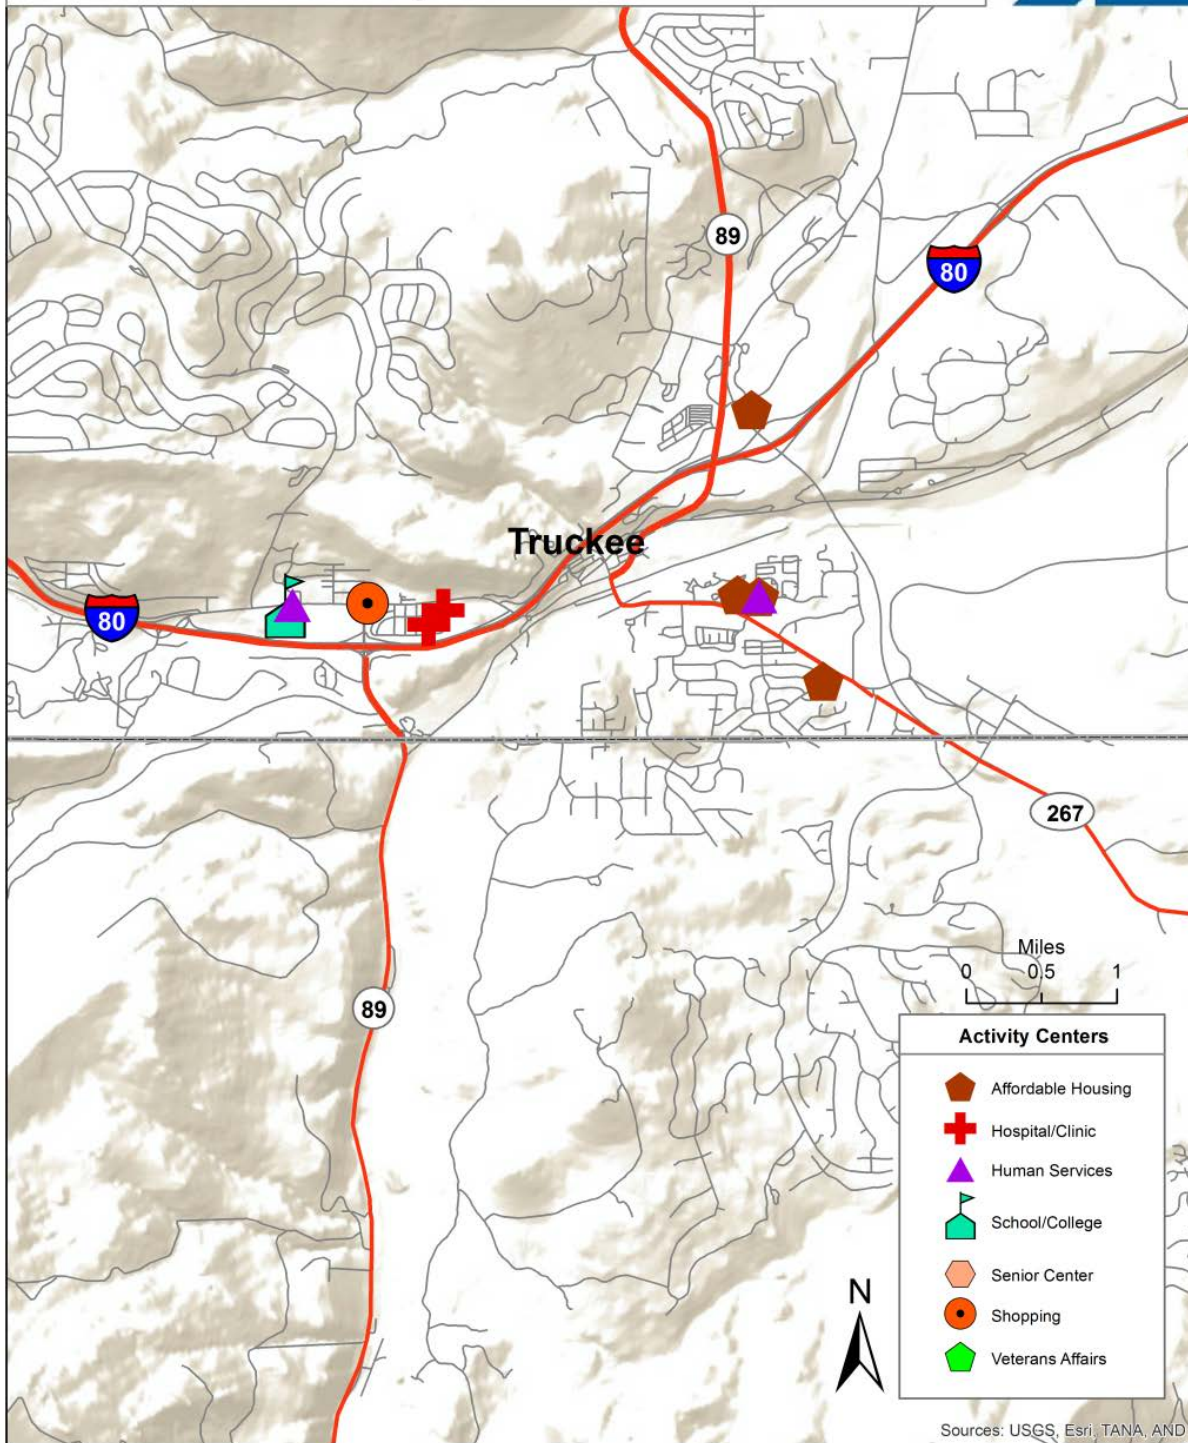 89
80
Truckee
80
267
89
Miles
0 0.5 1
Activity Centers
Affordable Housing
Hospital/Clinic
Human Services
School/College
Senior Center
Shopping
Veterans Affairs
N
Sources: USGS, Esri, TANA, AND